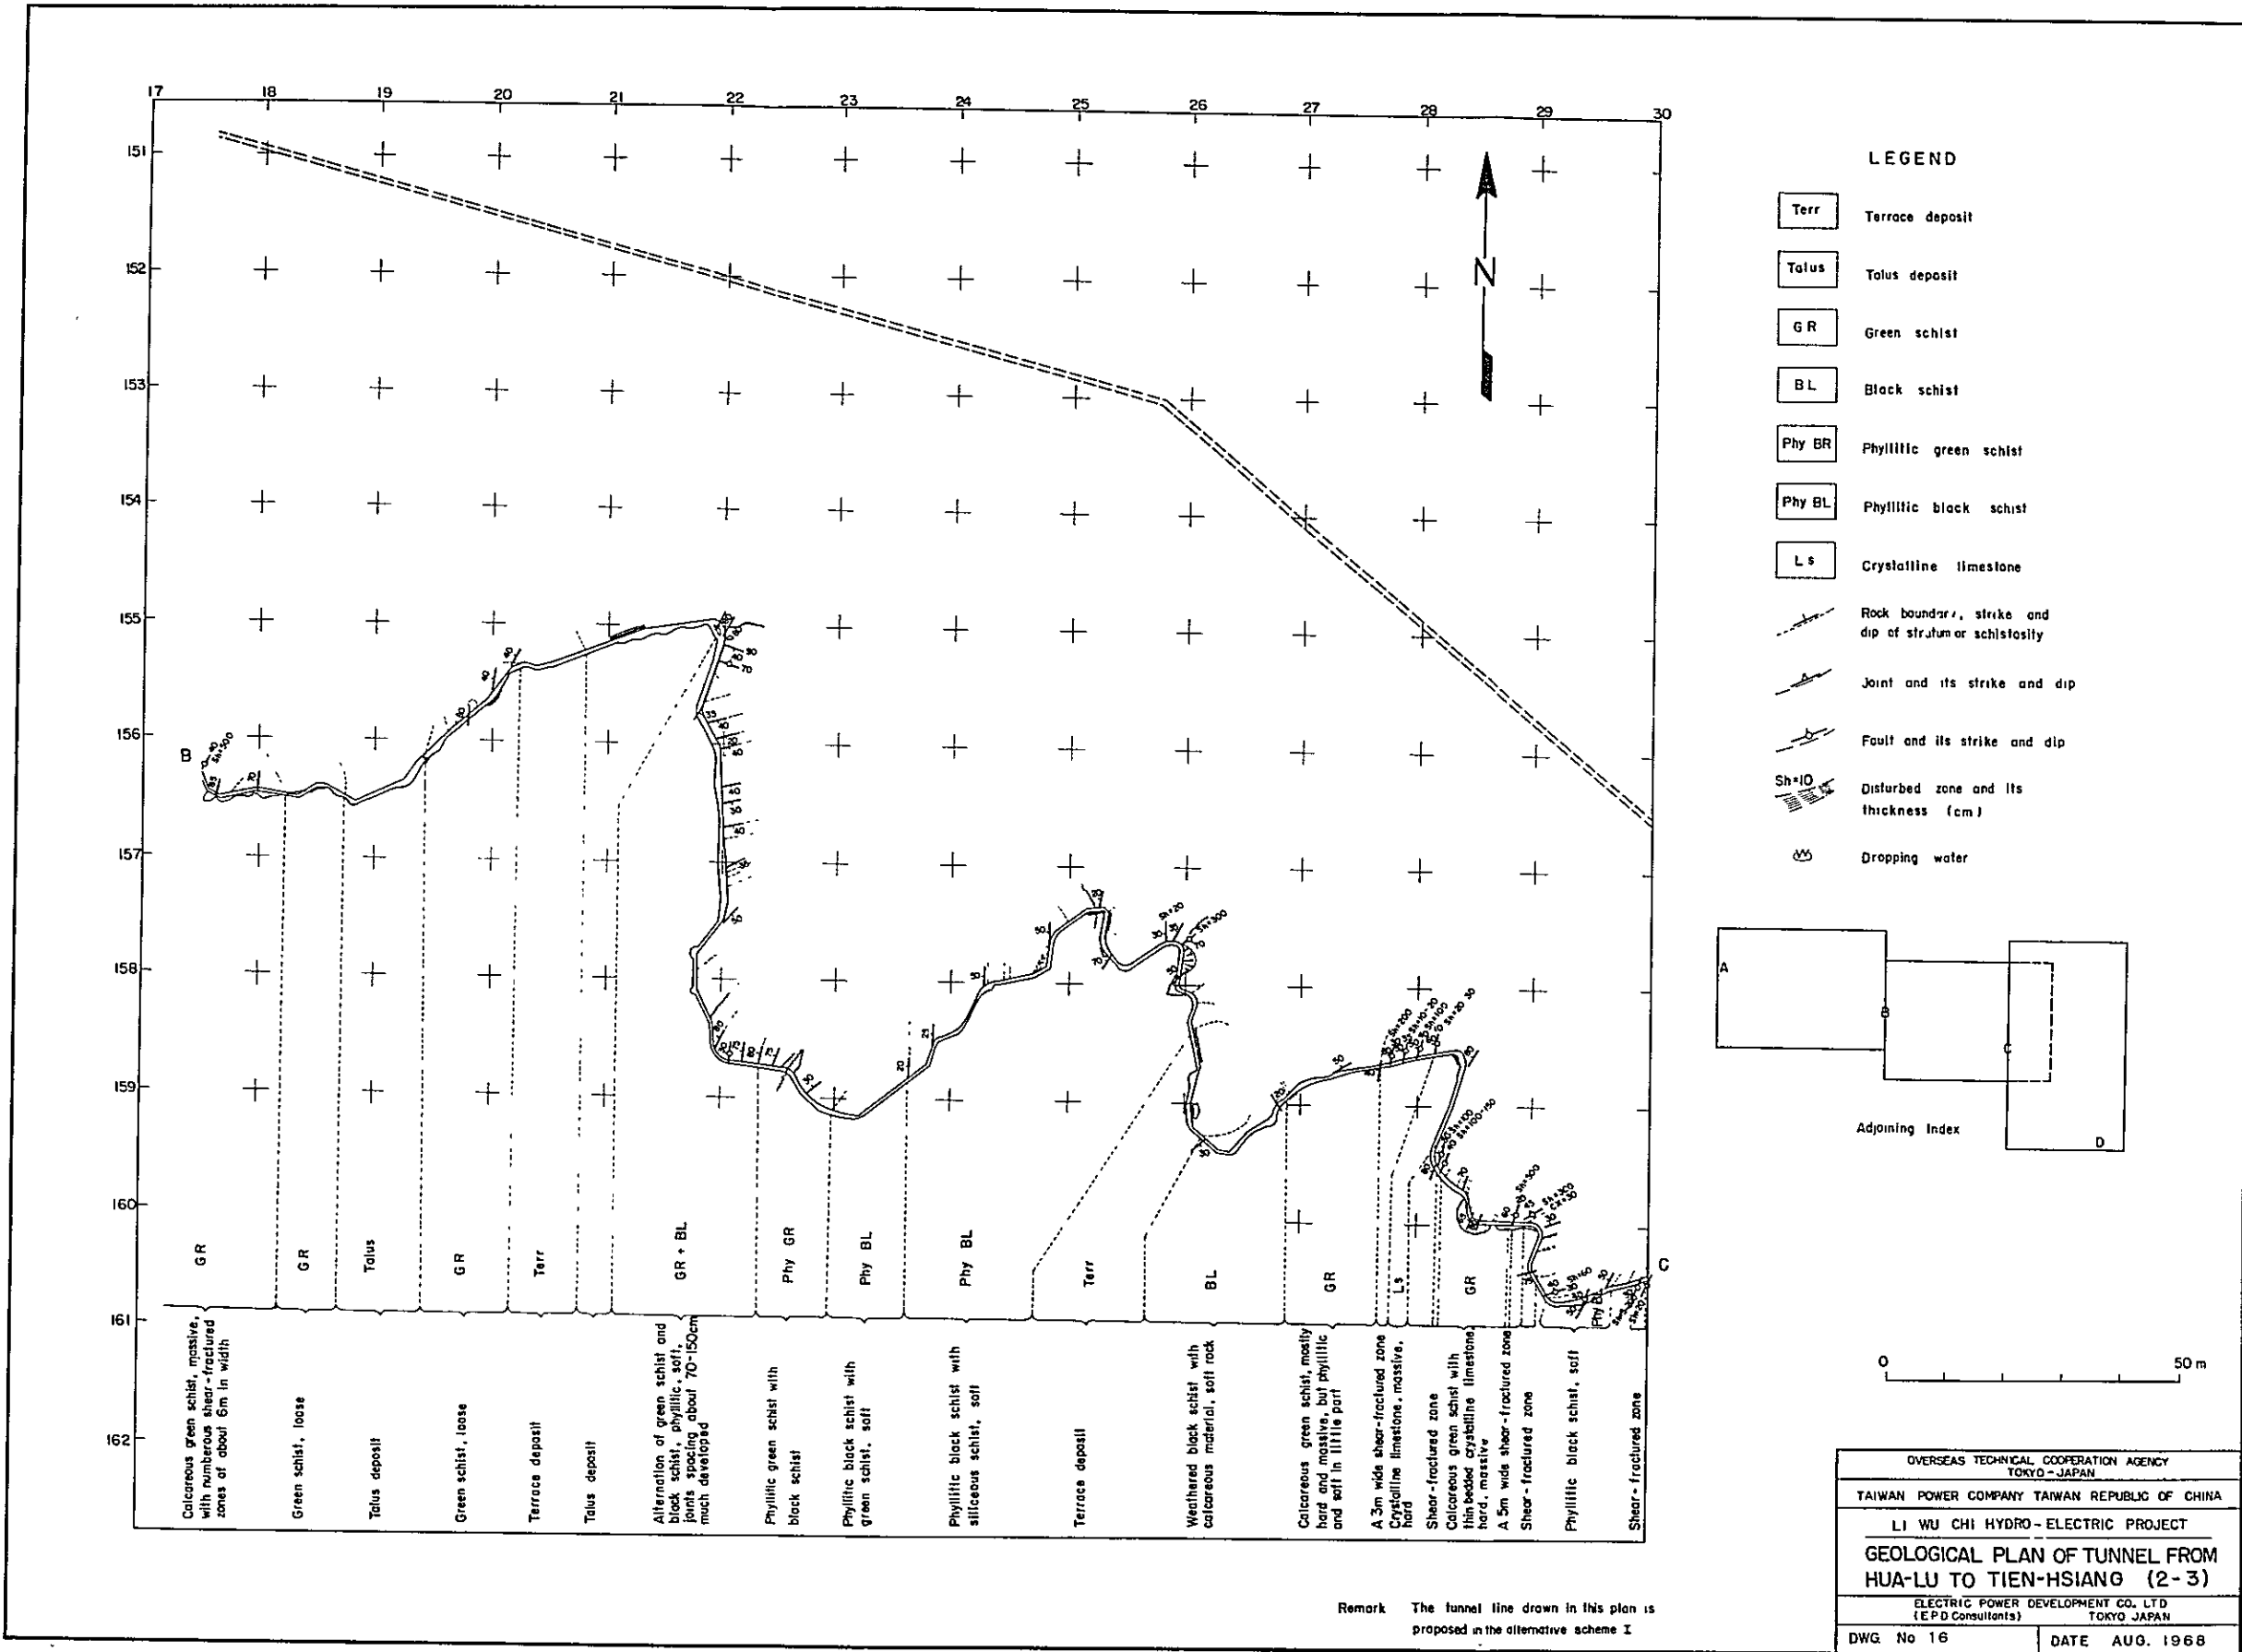 17 18 19 20 21 22 23 24 25 26 27 28 29 30
151
152
153
154
155
156
157
158
159
160
161
162
B
C
N
GR
GR
Talus
GR
Terr
GR + BL
Phy GR
Phy BL
Phy BL
Terr
BL
GR
Ls
GR
Phy BL
Calcareous green schist, massive,
with numerous shear-fractured
zones of about 6m in width
Green schist, loose
Talus deposit
Green schist, loose
Terrace deposit
Talus deposit
Alternation of green schist and
black schist, phyllitic, soft,
joints spacing about 70-150cm
much developed
Phyllitic green schist with
black schist
Phyllitic black schist with
green schist, soft
Phyllitic black schist with
siliceous schist, soft
Terrace deposit
Weathered black schist with
calcareous material, soft rock
Calcareous green schist, mostly
hard and massive, but phyllitic
and soft in little part
A 3m wide shear-fractured zone
Crystalline limestone, massive,
hard
Shear-fractured zone
Calcareous green schist with
thin bedded crystalline limestone,
hard, massive
A 5m wide shear-fractured zone
Shear-fractured zone
Phyllitic black schist, soft
Shear-fractured zone
LEGEND
Terr Terrace deposit
Talus Talus deposit
GR Green schist
BL Black schist
Phy BR Phyllitic green schist
Phy BL Phyllitic black schist
Ls Crystalline limestone
Rock boundary, strike and
dip of stratum or schistosity
Joint and its strike and dip
Fault and its strike and dip
Sh=10
Disturbed zone and its
thickness (cm)
Dropping water
A
B
C
D
Adjoining Index
0 50 m
Remark The tunnel line drawn in this plan is
proposed in the alternative scheme I
OVERSEAS TECHNICAL COOPERATION AGENCY
TOKYO-JAPAN
TAIWAN POWER COMPANY TAIWAN REPUBLIC OF CHINA
LI WU CHI HYDRO-ELECTRIC PROJECT
GEOLOGICAL PLAN OF TUNNEL FROM
HUA-LU TO TIEN-HSIANG (2-3)
ELECTRIC POWER DEVELOPMENT CO. LTD
(EPD Consultants) TOKYO JAPAN
DWG No 16 DATE AUG. 1968